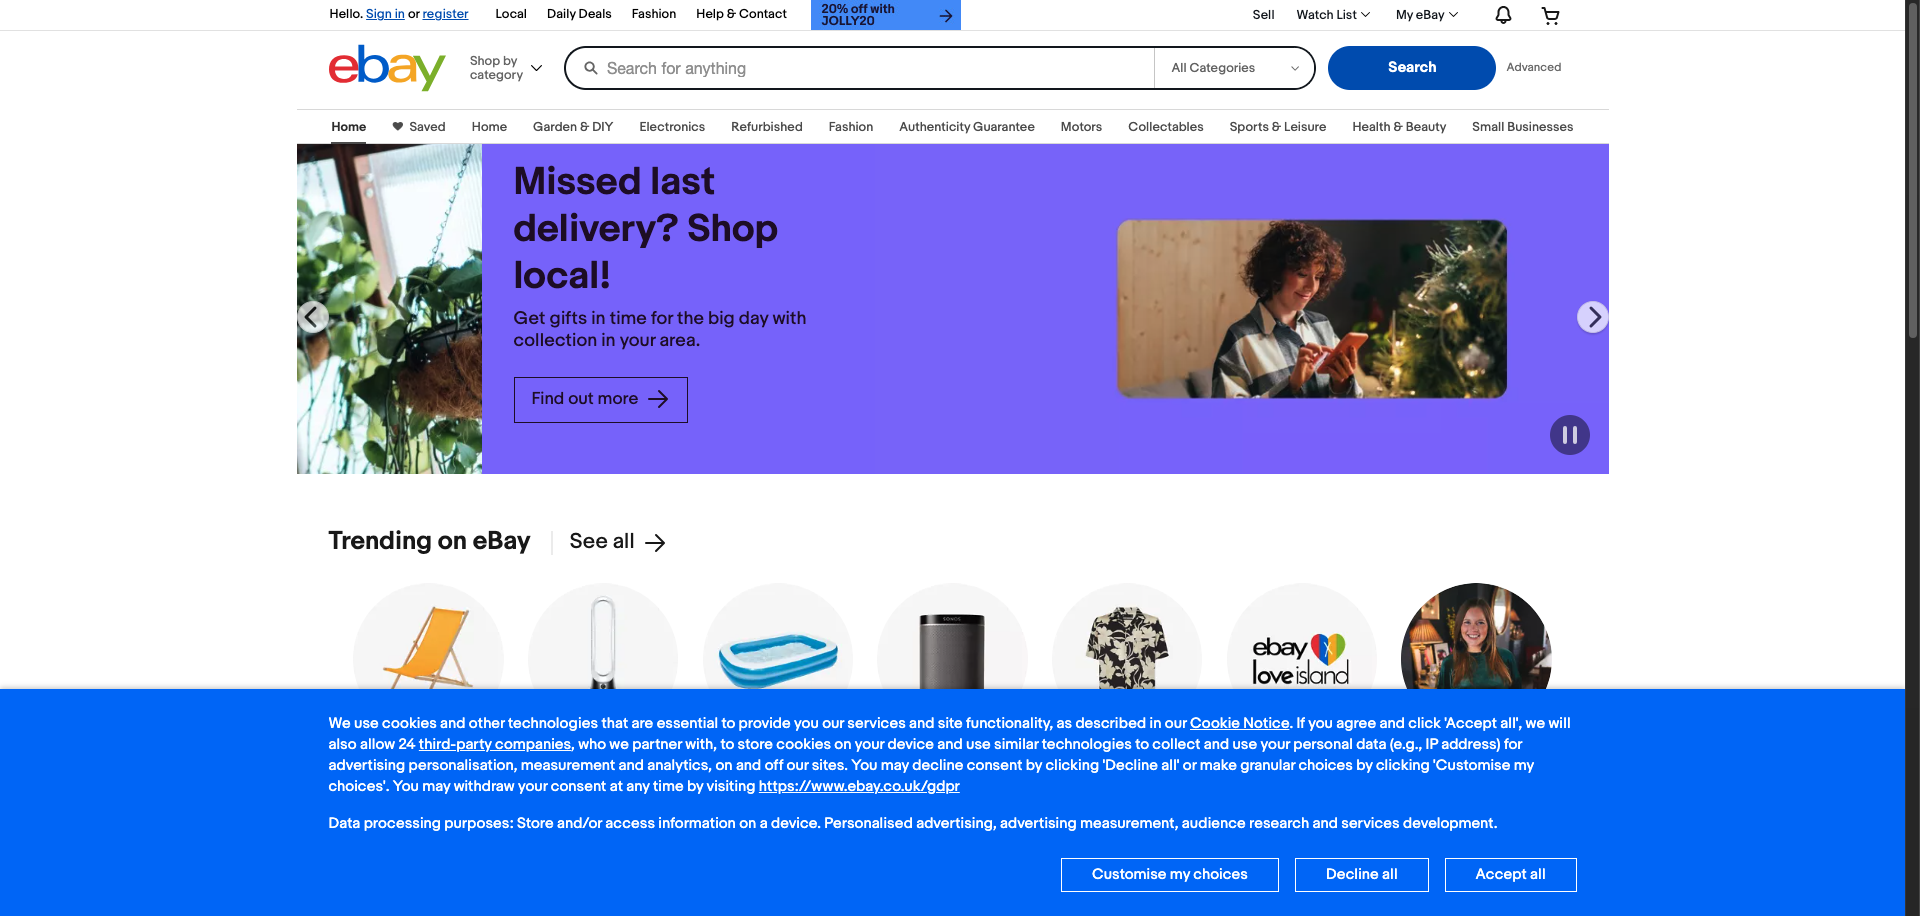 Hello. Sign in or register
Local
Daily Deals
Fashion
Help & Contact
20% off with
JOLLY20
Sell
Watch List
My eBay
ebay
Shop by
category
Search for anything
All Categories
Search
Advanced
Home
Saved
Home
Garden & DIY
Electronics
Refurbished
Fashion
Authenticity Guarantee
Motors
Collectables
Sports & Leisure
Health & Beauty
Small Businesses
Missed last
delivery? Shop
local!
Get gifts in time for the big day with
collection in your area.
Find out more
Trending on eBay
See all
SONOS
ebay
love island
We use cookies and other technologies that are essential to provide you our services and site functionality, as described in our Cookie Notice. If you agree and click 'Accept all', we will
also allow 24 third-party companies, who we partner with, to store cookies on your device and use similar technologies to collect and use your personal data (e.g., IP address) for
advertising personalisation, measurement and analytics, on and off our sites. You may decline consent by clicking 'Decline all' or make granular choices by clicking 'Customise my
choices'. You may withdraw your consent at any time by visiting https://www.ebay.co.uk/gdpr
Data processing purposes: Store and/or access information on a device. Personalised advertising, advertising measurement, audience research and services development.
Customise my choices
Decline all
Accept all